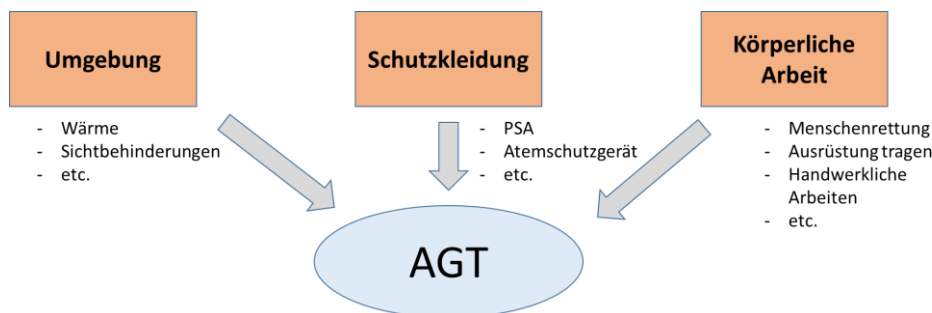 Umgebung
- Wärme
- Sichtbehinderungen
- etc.
Schutzkleidung
- PSA
- Atemschutzgerät
- etc.
Körperliche
Arbeit
- Menschenrettung
- Ausrüstung tragen
- Handwerkliche
Arbeiten
- etc.
AGT